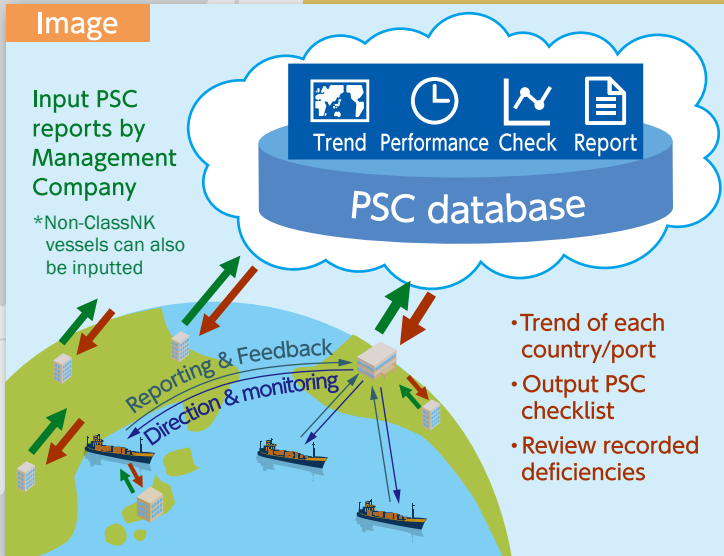 Image
Input PSC
reports by
Management
Company
*Non-ClassNK
vessels can also
be inputted
Trend Performance Check Report
PSC database
Reporting & Feedback
Direction & monitoring
・Trend of each
country/port
・Output PSC
checklist
・Review recorded
deficiencies